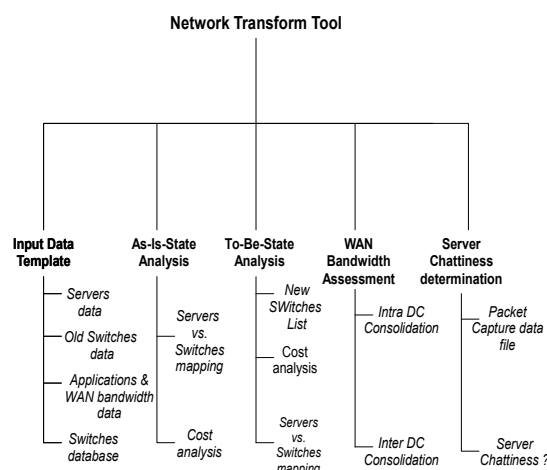 Network Transform Tool
Input Data
Template
Servers
data
Old Switches
data
Applications &
WAN bandwidth
data
Switches
database
As-Is-State
Analysis
Servers
vs.
Switches
mapping
Cost
analysis
To-Be-State
Analysis
New
SWitches
List
Cost
analysis
Servers
vs.
Switches
mapping
WAN
Bandwidth
Assessment
Intra DC
Consolidation
Inter DC
Consolidation
Server
Chattiness
determination
Packet
Capture data
file
Server
Chattiness ?